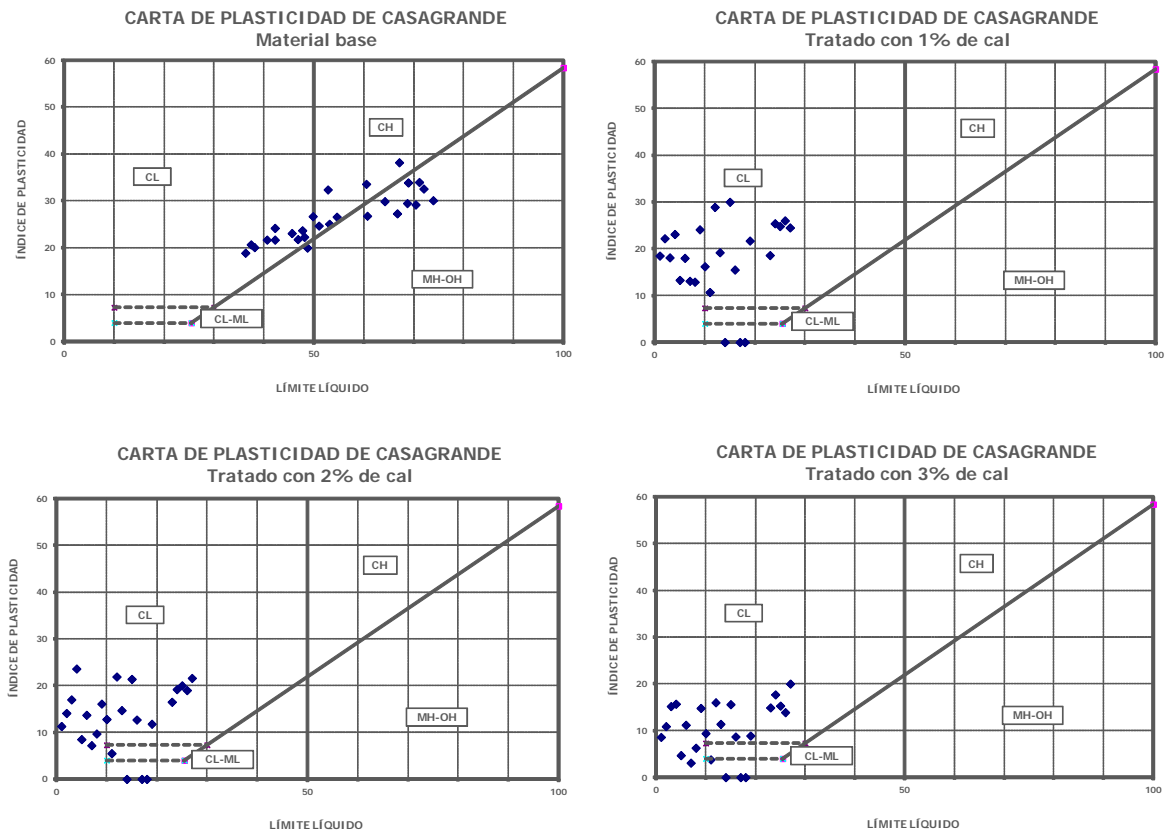 CARTA DE PLASTICIDAD DE CASAGRANDE
Material base
ÍNDICE DE PLASTICIDAD
60
50
40
30
20
10
0
CH
CL
MH-OH
CL-ML
0
50
100
LÍMITE LÍQUIDO
CARTA DE PLASTICIDAD DE CASAGRANDE
Tratado con 1% de cal
ÍNDICE DE PLASTICIDAD
60
50
40
30
20
10
0
CH
CL
MH-OH
CL-ML
0
50
100
LÍMITE LÍQUIDO
CARTA DE PLASTICIDAD DE CASAGRANDE
Tratado con 2% de cal
ÍNDICE DE PLASTICIDAD
60
50
40
30
20
10
0
CH
CL
MH-OH
CL-ML
0
50
100
LÍMITE LÍQUIDO
CARTA DE PLASTICIDAD DE CASAGRANDE
Tratado con 3% de cal
ÍNDICE DE PLASTICIDAD
60
50
40
30
20
10
0
CH
CL
MH-OH
CL-ML
0
50
100
LÍMITE LÍQUIDO